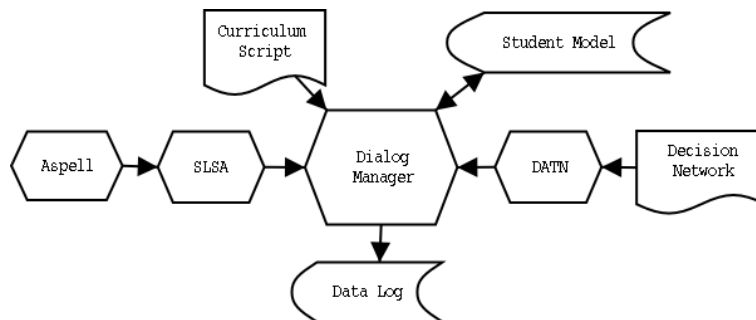 Curriculum
Script
Student Model
Aspell
SLSA
Dialog
Manager
DATN
Decision
Network
Data Log